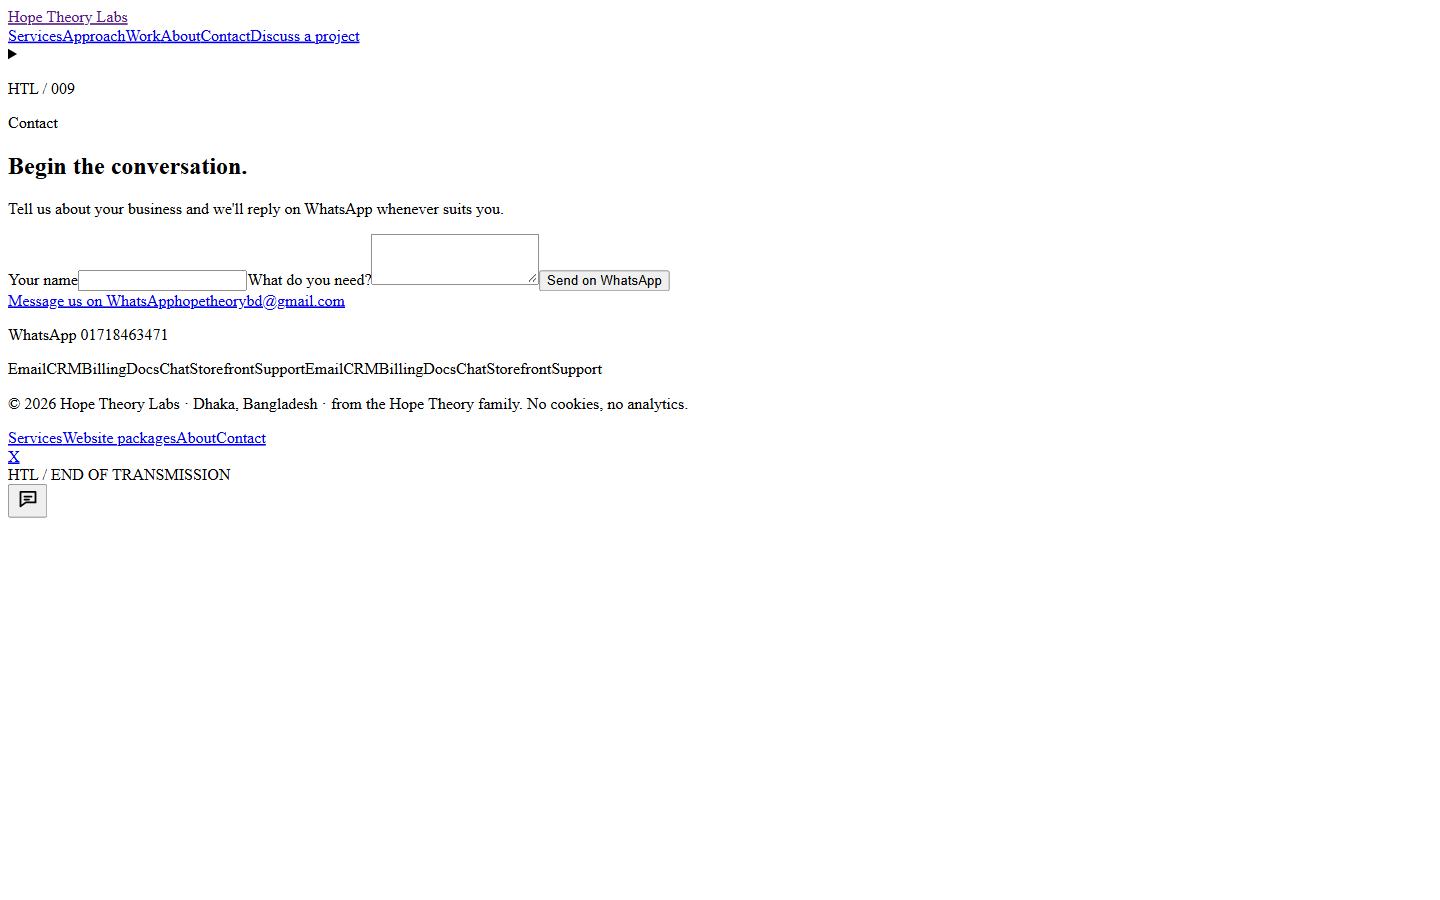 Hope Theory Labs
ServicesApproachWorkAboutContactDiscuss a project
HTL / 009
Contact
Begin the conversation.
Tell us about your business and we'll reply on WhatsApp whenever suits you.
Your name What do you need? Send on WhatsApp
Message us on WhatsApphopetheorybd@gmail.com
WhatsApp 01718463471
EmailCRMBillingDocsChatStorefrontSupportEmailCRMBillingDocsChatStorefrontSupport
© 2026 Hope Theory Labs · Dhaka, Bangladesh · from the Hope Theory family. No cookies, no analytics.
ServicesWebsite packagesAboutContact
X
HTL / END OF TRANSMISSION